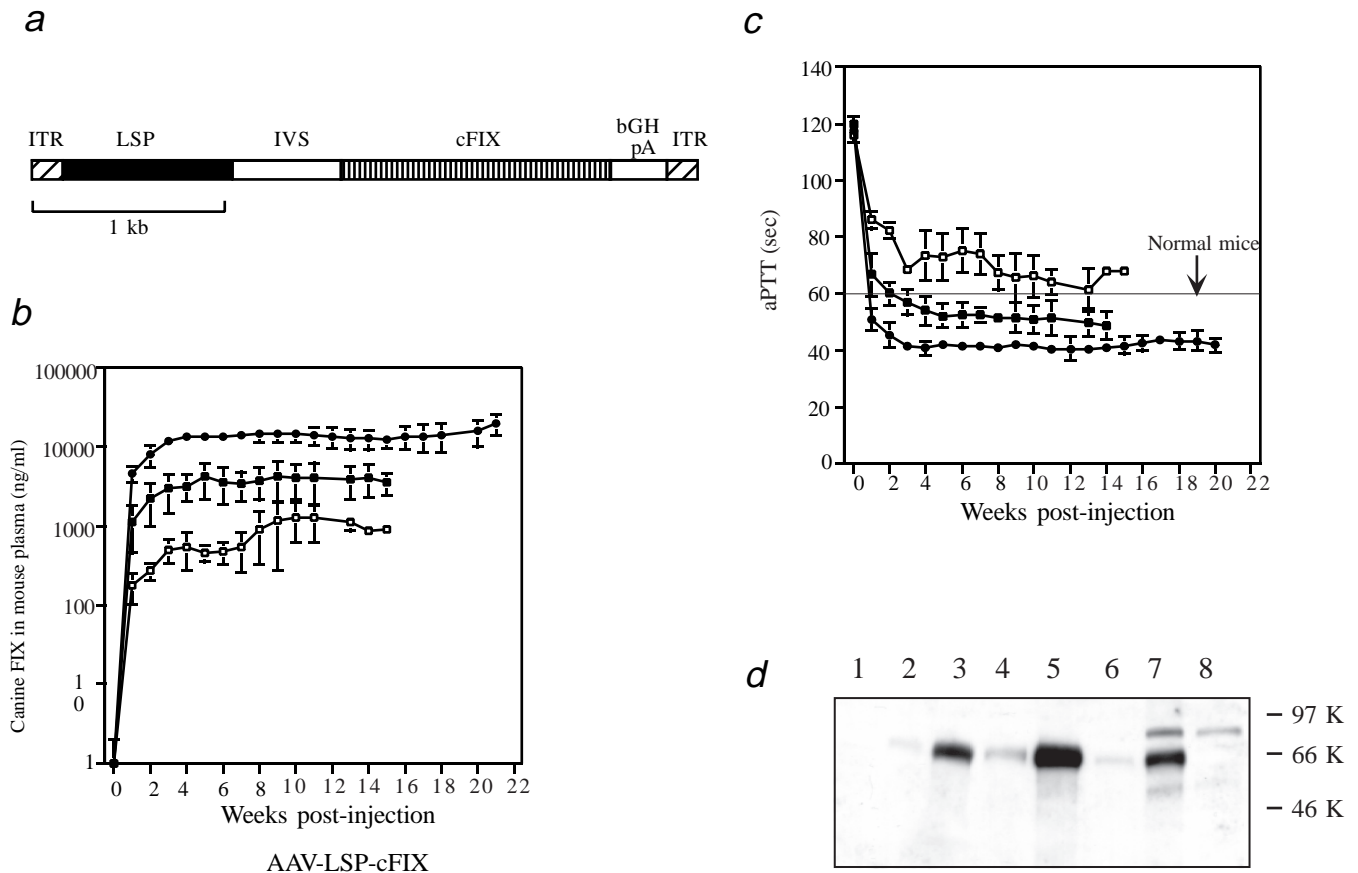 a
ITR LSP IVS cFIX bGH pA ITR
1 kb
b
Canine FIX in mouse plasma (ng/ml)
100000
10000
1000
100
1
0
1
0 2 4 6 8 10 12 14 16 18 20 22
Weeks post-injection
AAV-LSP-cFIX
c
aPTT (sec)
140
120
100
80
60
40
20
0
Normal mice
0 2 4 6 8 10 12 14 16 18 20 22
Weeks post-injection
d
1 2 3 4 5 6 7 8
97 K
66 K
46 K